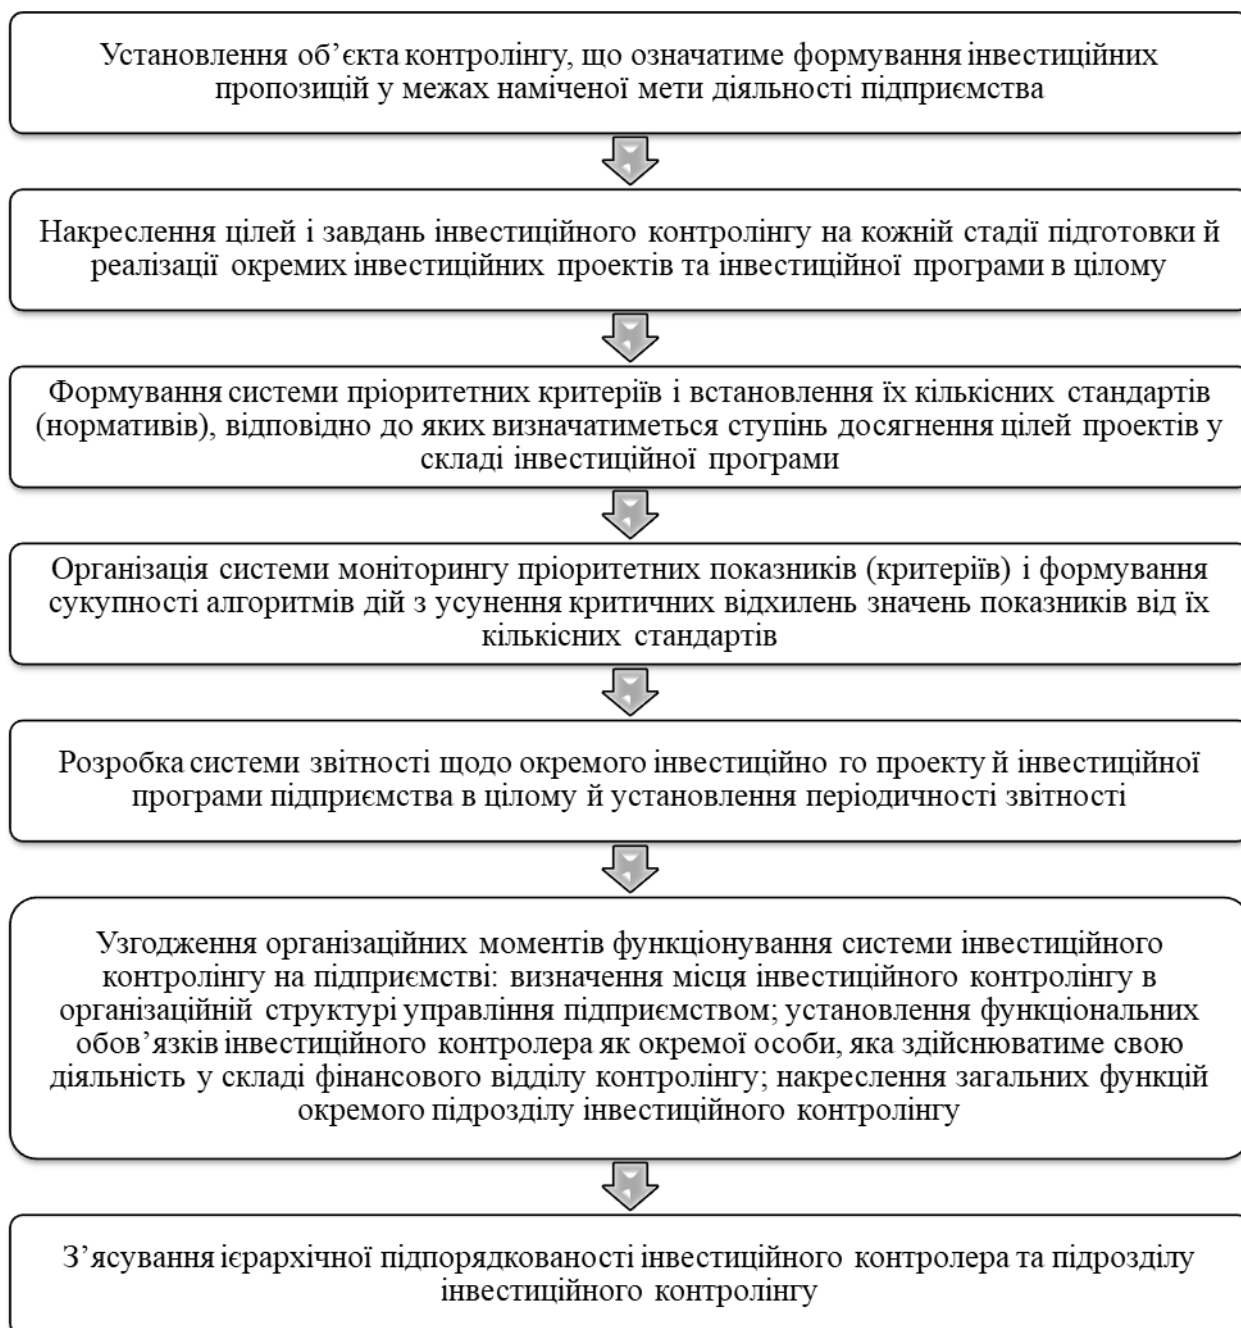 Установлення об’єкта контролінгу, що означатиме формування інвестиційних
пропозицій у межах наміченої мети діяльності підприємства
Накреслення цілей і завдань інвестиційного контролінгу на кожній стадії підготовки й
реалізації окремих інвестиційних проектів та інвестиційної програми в цілому
Формування системи пріоритетних критеріїв і встановлення їх кількісних стандартів
(нормативів), відповідно до яких визначатиметься ступінь досягнення цілей проектів у
складі інвестиційної програми
Організація системи моніторингу пріоритетних показників (критеріїв) і формування
сукупності алгоритмів дій з усунення критичних відхилень значень показників від їх
кількісних стандартів
Розробка системи звітності щодо окремого інвестиційно го проекту й інвестиційної
програми підприємства в цілому й установлення періодичності звітності
Узгодження організаційних моментів функціонування системи інвестиційного
контролінгу на підприємстві: визначення місця інвестиційного контролінгу в
організаційній структурі управління підприємством; установлення функціональних
обов’язків інвестиційного контролера як окремої особи, яка здійснюватиме свою
діяльність у складі фінансового відділу контролінгу; накреслення загальних функцій
окремого підрозділу інвестиційного контролінгу
З’ясування ієрархічної підпорядкованості інвестиційного контролера та підрозділу
інвестиційного контролінгу